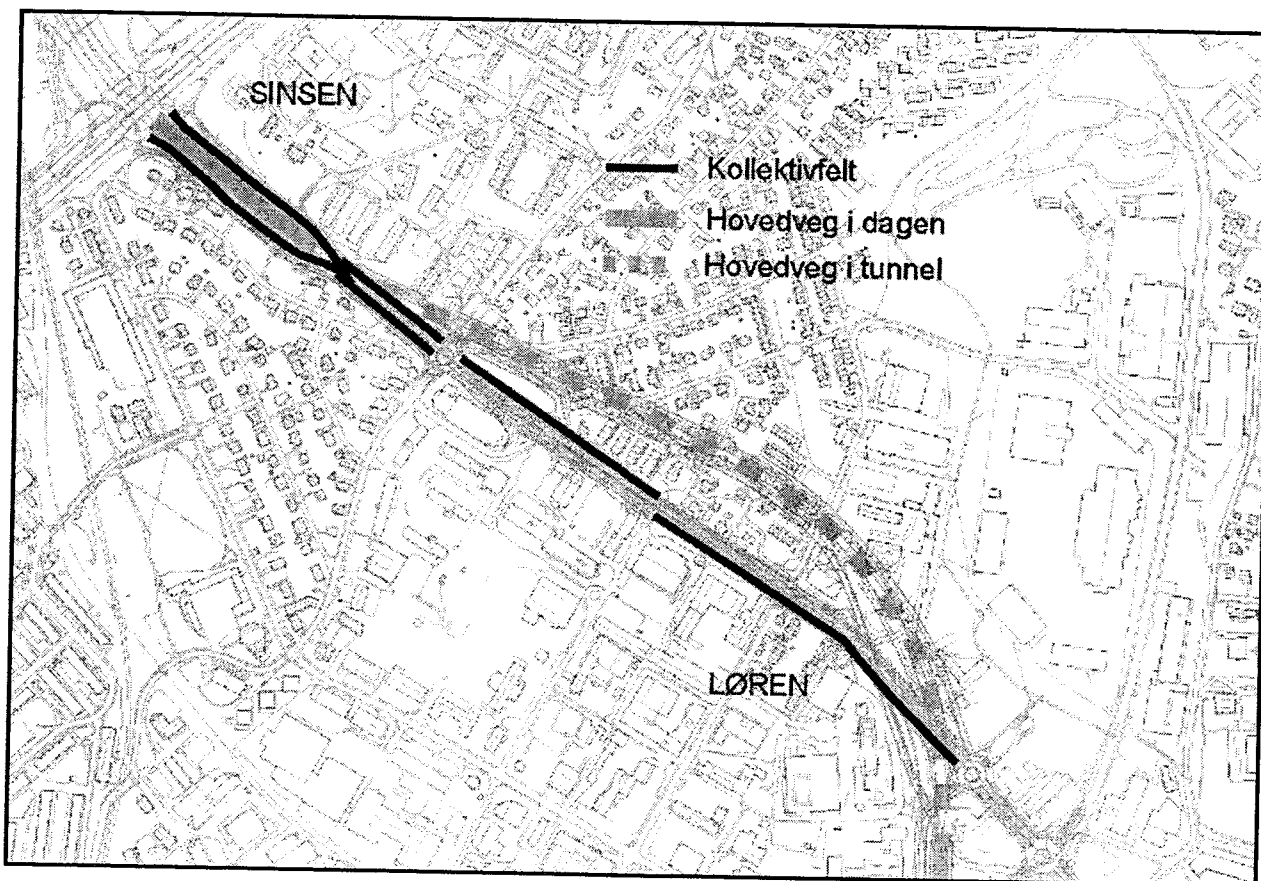 SINSEN
Kollektivfelt
Hovedveg i dagen
Hovedveg i tunnel
LØREN